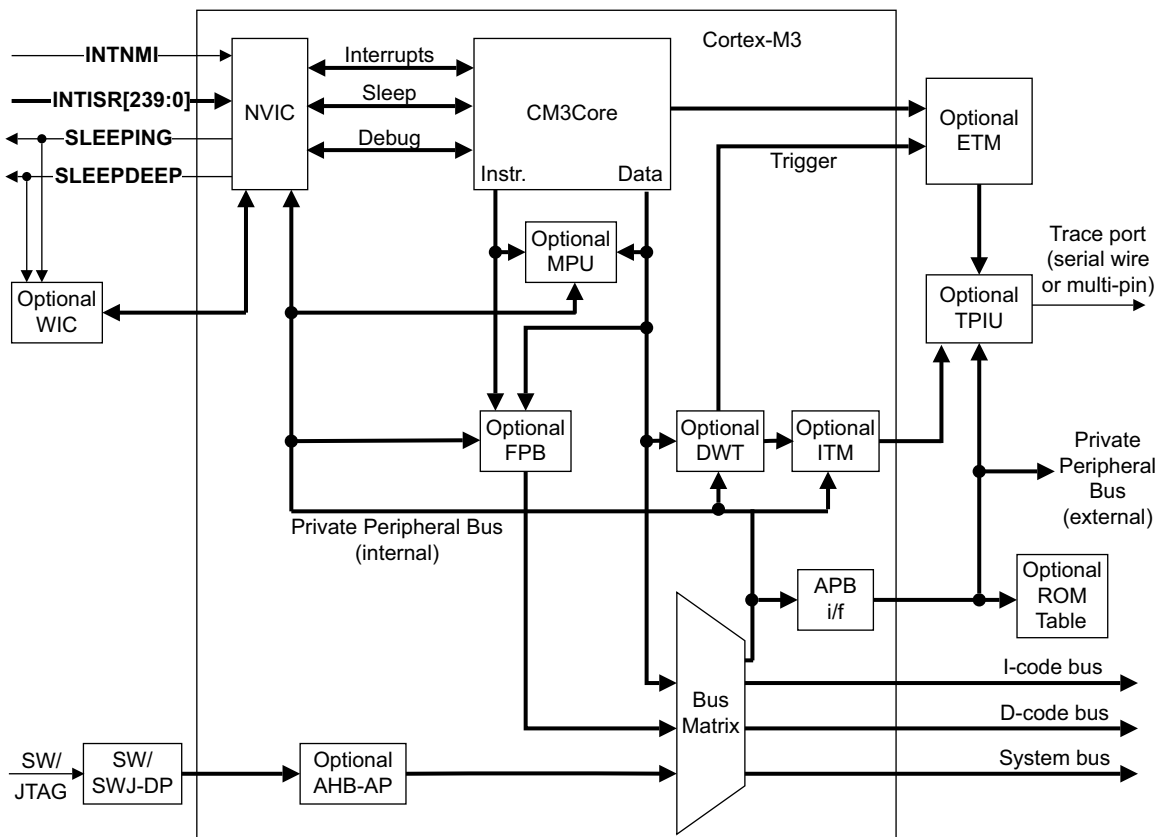 Cortex-M3
INTNMI
INTISR[239:0]
SLEEPING
SLEEPDEEP
NVIC
Interrupts
Sleep
Debug
CM3Core
Instr.
Data
Optional
ETM
Trigger
Optional
MPU
Optional
WIC
Trace port
(serial wire
or multi-pin)
Optional
TPIU
Optional
FPB
Optional
DWT
Optional
ITM
Private
Peripheral
Bus
(external)
Private Peripheral Bus
(internal)
APB
i/f
Optional
ROM
Table
Bus
Matrix
I-code bus
D-code bus
System bus
SW/
JTAG
SW/
SWJ-DP
Optional
AHB-AP